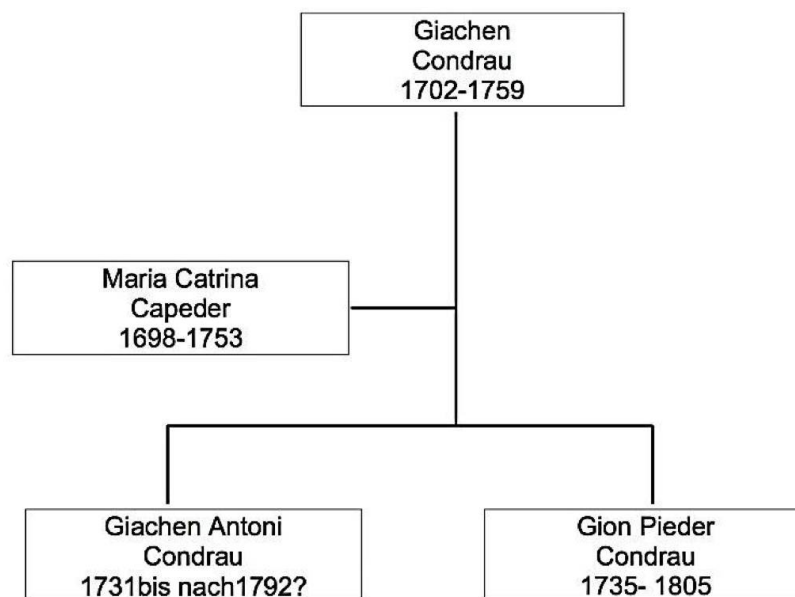 Giachen
Condrau
1702-1759
Maria Catrina
Capeder
1698-1753
Giachen Antoni
Condrau
1731bis nach1792?
Gion Pieder
Condrau
1735- 1805